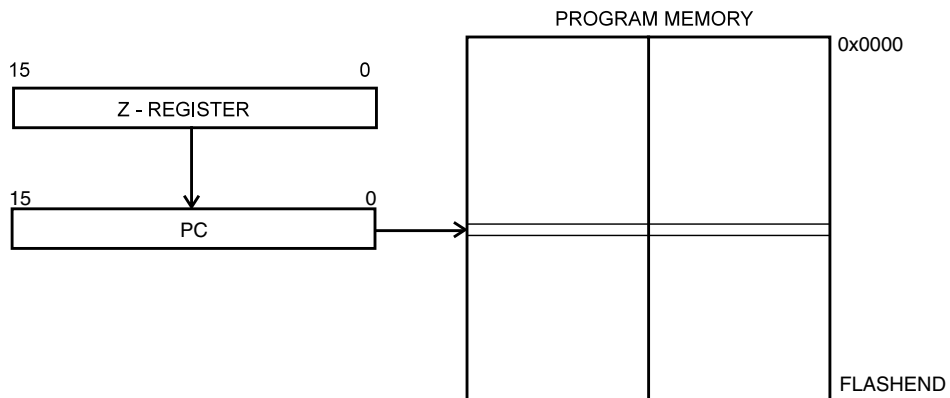 PROGRAM MEMORY
0x0000
15 0
Z - REGISTER
15 0
PC
FLASHEND